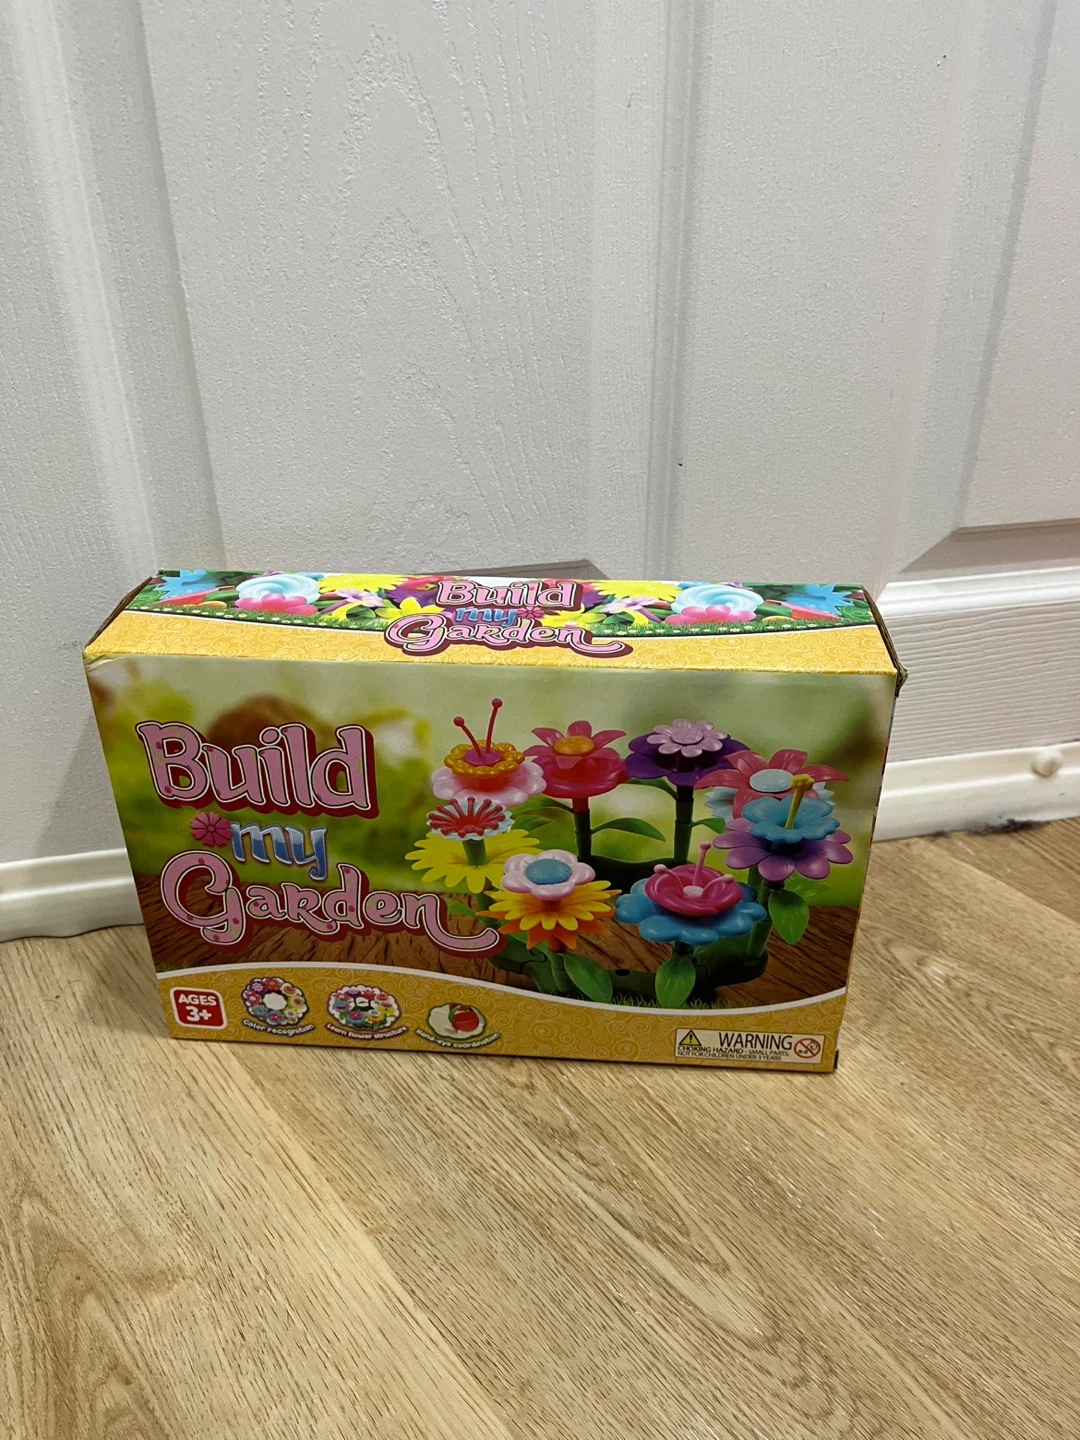 Build
my
Garden
Build
my
Garden
AGES
3+
Color recognition
Learn flower structure
Hand-eye coordination
WARNING
CHOKING HAZARD - SMALL PARTS.
NOT FOR CHILDREN UNDER 3 YEARS